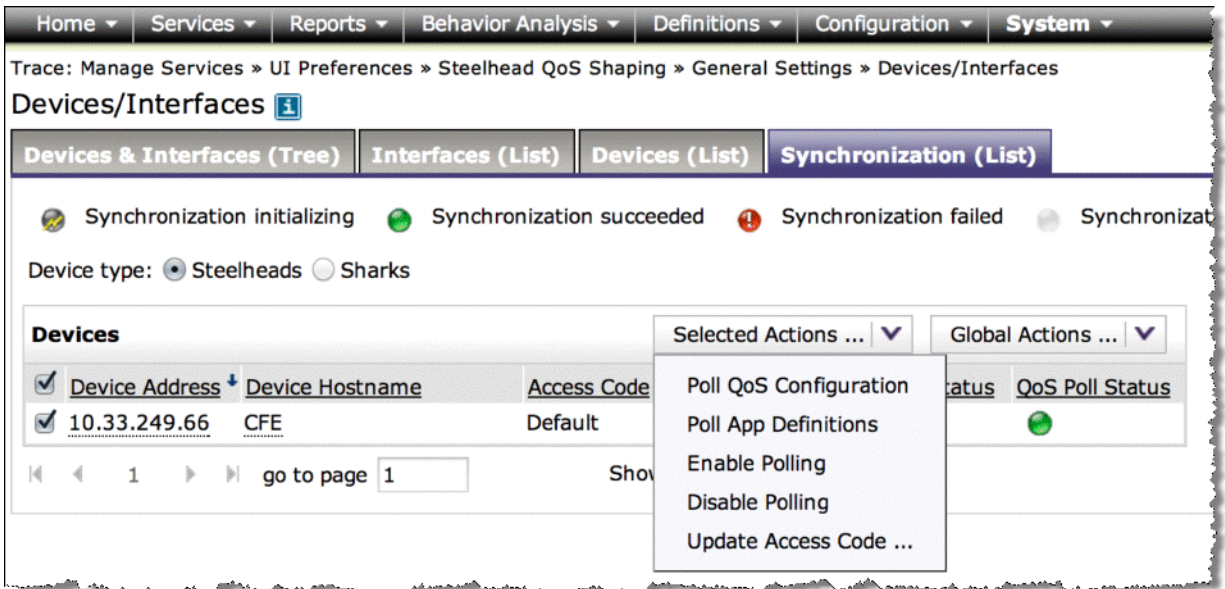 Home Services Reports Behavior Analysis Definitions Configuration System
Trace: Manage Services » UI Preferences » Steelhead QoS Shaping » General Settings » Devices/Interfaces
Devices/Interfaces i
Devices & Interfaces (Tree) Interfaces (List) Devices (List) Synchronization (List)
Synchronization initializing Synchronization succeeded Synchronization failed Synchronizat
Device type: Steelheads Sharks
Devices Selected Actions ... Global Actions ...
Device Address Device Hostname Access Code Poll QoS Configuration tatus QoS Poll Status
10.33.249.66 CFE Default Poll App Definitions
Enable Polling
1 go to page 1 Show
Disable Polling
Update Access Code ...